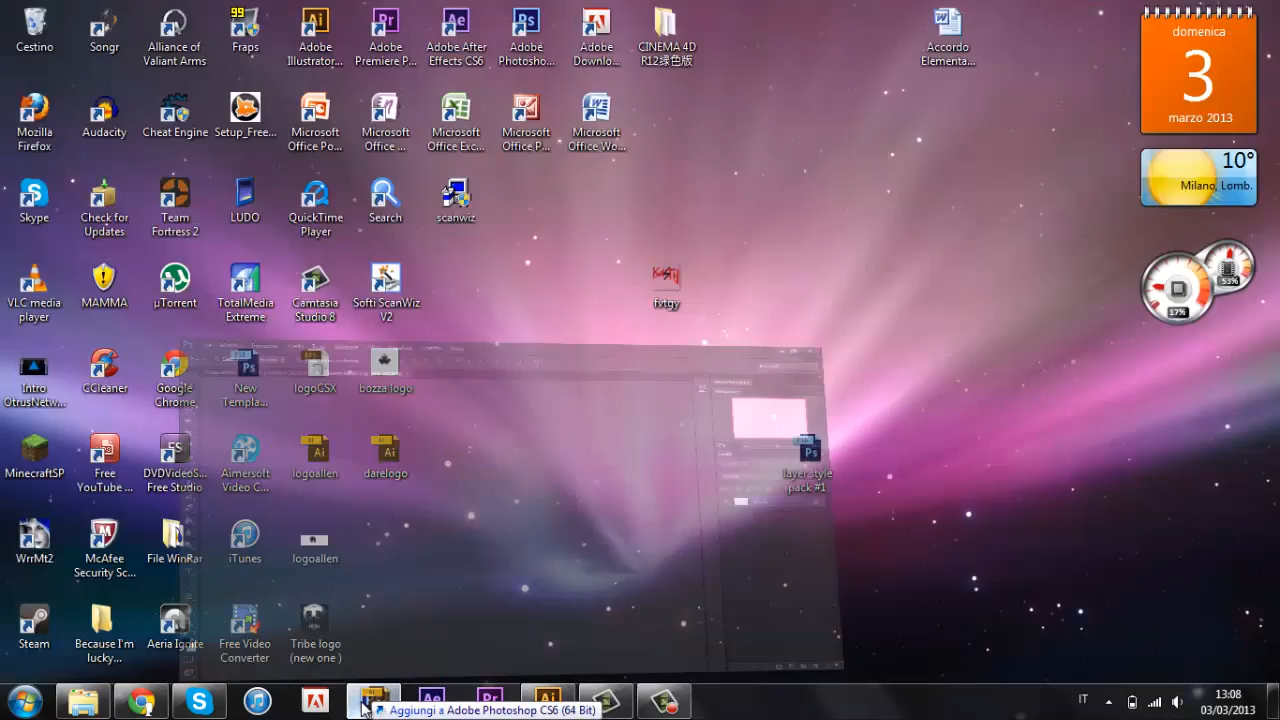 Cestino
Songr
Alliance of
Valiant Arms
99
Fraps
Adobe
Illustrator...
Adobe
Premiere P...
Adobe After
Effects CS6
Adobe
Photosho...
Adobe
Downlo...
CINEMA 4D
R12绿色版
Accordo
Elementa...
domenica
3
marzo 2013
Mozilla
Firefox
Audacity
Cheat Engine
Setup_Free...
Microsoft
Office Po...
Microsoft
Office ...
Microsoft
Office Exc...
Microsoft
Office P...
Microsoft
Office Wo...
10°
Milano, Lomb.
Skype
Check for
Updates
Team
Fortress 2
LUDO
QuickTime
Player
Search
scanwiz
53%
17%
VLC media
player
MAMMA
µTorrent
TotalMedia
Extreme
Camtasia
Studio 8
Softi ScanWiz
V2
fxtgy
Intro
OtrusNetw...
CCleaner
Google
Chrome
New
Templa...
logoCSX
bozza logo
MinecraftSP
Free
YouTube ...
DVDVideoS...
Free Studio
Aimersoft
Video C...
logoallen
darelogo
layer style
pack #1
WrrMt2
McAfee
Security Sc...
File WinRar
iTunes
logoallen
Steam
Because I'm
lucky...
Aeria Ignite
Free Video
Converter
Tribe logo
(new one )
Aggiungi a Adobe Photoshop CS6 (64 Bit)
IT
13:08
03/03/2013